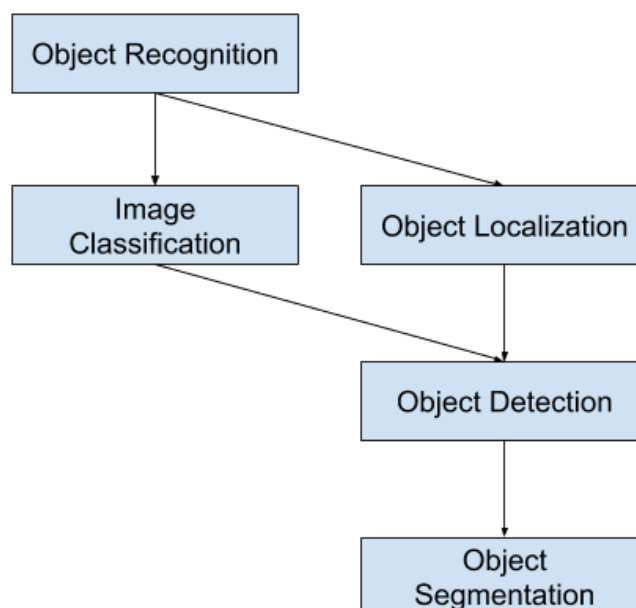 Object Recognition
Image
Classification
Object Localization
Object Detection
Object
Segmentation